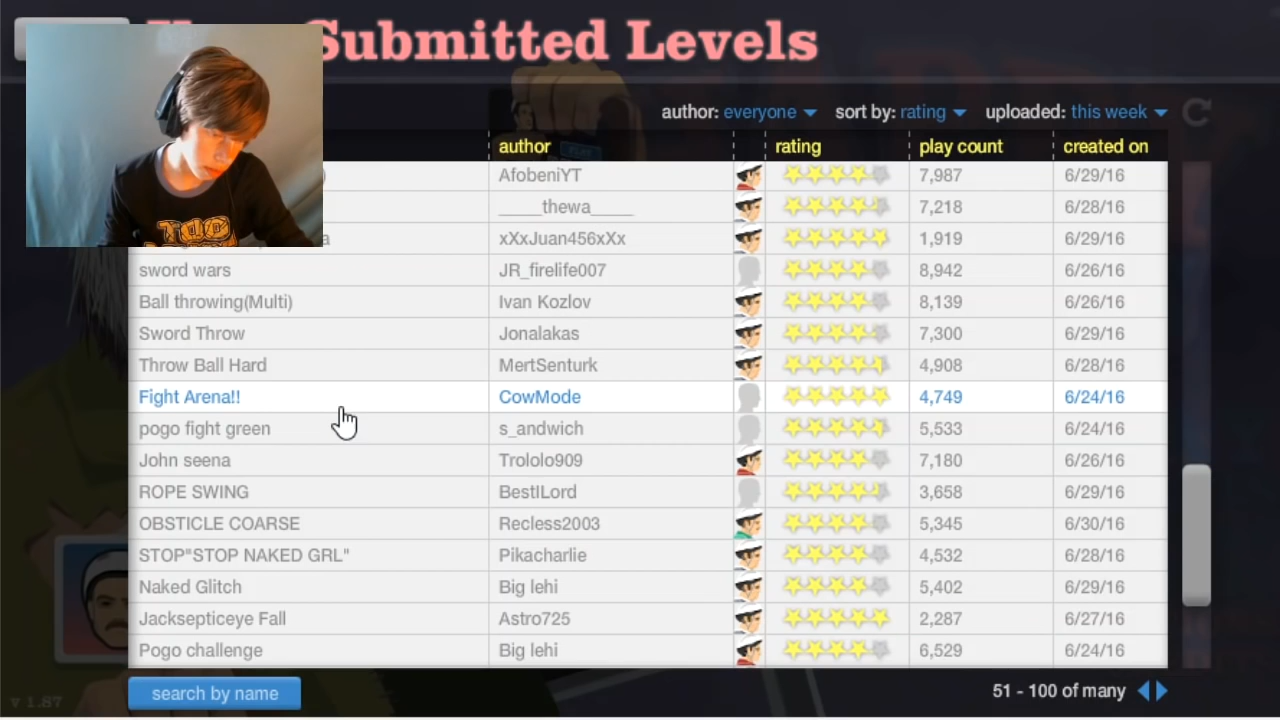 Submitted Levels
author: everyone sort by: rating uploaded: this week
author rating play count created on
AfobeniYT 7,987 6/29/16
_____thewa_____ 7,218 6/28/16
xXxJuan456xXx 1,919 6/29/16
sword wars JR_firelife007 8,942 6/26/16
Ball throwing(Multi) Ivan Kozlov 8,139 6/26/16
Sword Throw Jonalakas 7,300 6/29/16
Throw Ball Hard MertSenturk 4,908 6/28/16
Fight Arena!! CowMode 4,749 6/24/16
pogo fight green s_andwich 5,533 6/24/16
John seena Trololo909 7,180 6/26/16
ROPE SWING BestlLord 3,658 6/29/16
OBSTICLE COARSE Recless2003 5,345 6/30/16
STOP"STOP NAKED GRL" Pikacharlie 4,532 6/28/16
Naked Glitch Big lehi 5,402 6/29/16
Jacksepticeye Fall Astro725 2,287 6/27/16
Pogo challenge Big lehi 6,529 6/24/16
search by name 51 - 100 of many
v 1.87
TOO